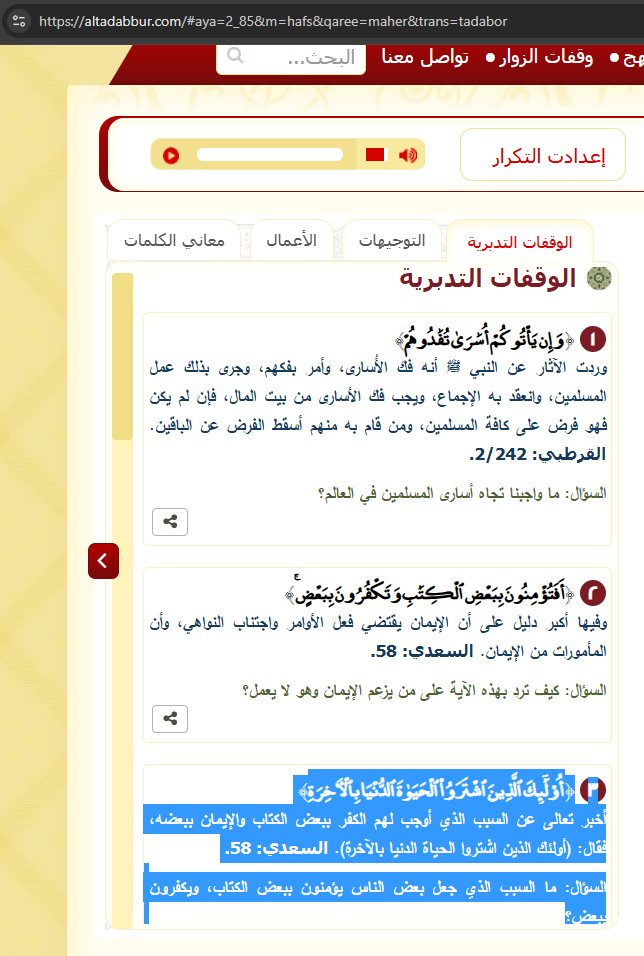 https://altadabbur.com/#aya=2_85&m=hafs&qaree=maher&trans=tadabor
هج • وقفات الزوار • تواصل معنا البحث...
إعدادت التكرار
الوقفات التدبرية التوجيهات الأعمال معاني الكلمات
الوقفات التدبرية
١ ﴿وَإِن يَأْتُوكُمْ أُسَٰرَىٰ تُفَٰدُوهُمْ﴾
وردت الآثار عن النبي ﷺ أنه فك الأُسارى، وأمر بفكهم، وجرى بذلك عمل
المسلمين، وانعقد به الإجماع، ويجب فك الأسارى من بيت المال، فإن لم يكن
فهو فرض على كافة المسلمين، ومن قام به منهم أسقط الفرض عن الباقين.
القرطبي: 2/242.
السؤال: ما واجبنا تجاه أسارى المسلمين في العالم؟
٢ ﴿أَفَتُؤْمِنُونَ بِبَعْضِ ٱلْكِتَٰبِ وَتَكْفُرُونَ بِبَعْضٍ ۚ﴾
وفيها أكبر دليل على أن الإيمان يقتضي فعل الأوامر واجتناب النواهي، وأن
المأمورات من الإيمان. السعدي: 58.
السؤال: كيف ترد بهذه الآية على من يزعم الإيمان وهو لا يعمل؟
٣ ﴿أُو۟لَٰٓئِكَ ٱلَّذِينَ ٱشْتَرَوُا۟ ٱلْحَيَوٰةَ ٱلدُّنْيَا بِٱلْءَاخِرَةِ﴾
أخبر تعالى عن السبب الذي أوجب لهم الكفر ببعض الكتاب والإيمان ببعضه،
فقال: (أولئك الذين اشتروا الحياة الدنيا بالآخرة). السعدي: 58.
السؤال: ما السبب الذي جعل بعض الناس يؤمنون ببعض الكتاب، ويكفرون
ببعض؟